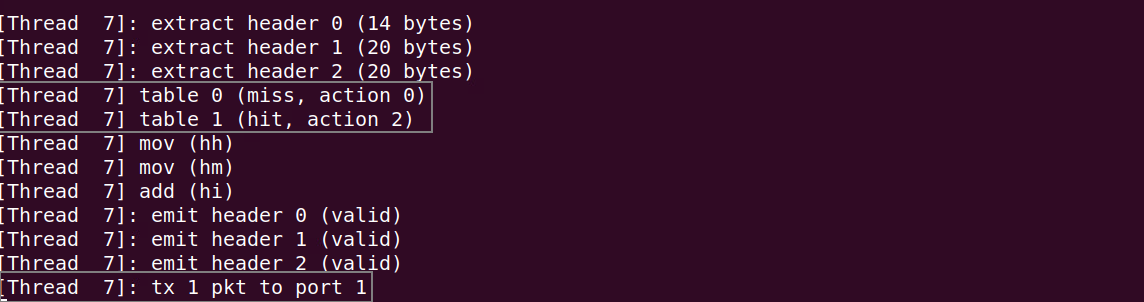 [Thread  7]: extract header 0 (14 bytes)
[Thread  7]: extract header 1 (20 bytes)
[Thread  7]: extract header 2 (20 bytes)
[Thread  7] table 0 (miss, action 0)
[Thread  7] table 1 (hit, action 2)
[Thread  7] mov (hh)
[Thread  7] mov (hm)
[Thread  7] add (hi)
[Thread  7]: emit header 0 (valid)
[Thread  7]: emit header 1 (valid)
[Thread  7]: emit header 2 (valid)
[Thread  7]: tx 1 pkt to port 1